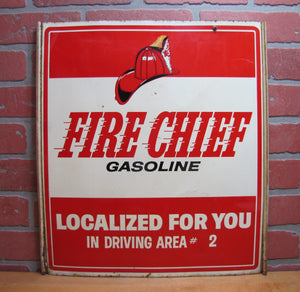 FIRE CHIEF
GASOLINE
LOCALIZED FOR YOU
IN DRIVING AREA # 2